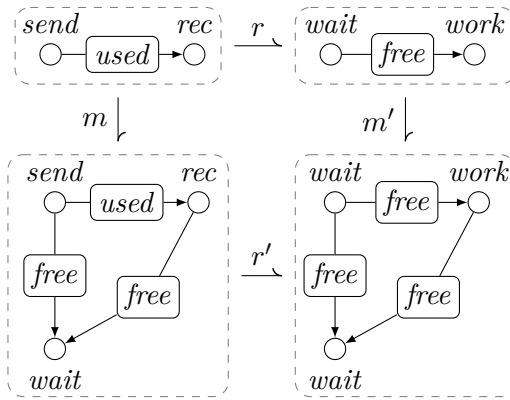 send rec r wait work
used free
m m′
send rec wait work
used free
free free r′ free free
wait wait